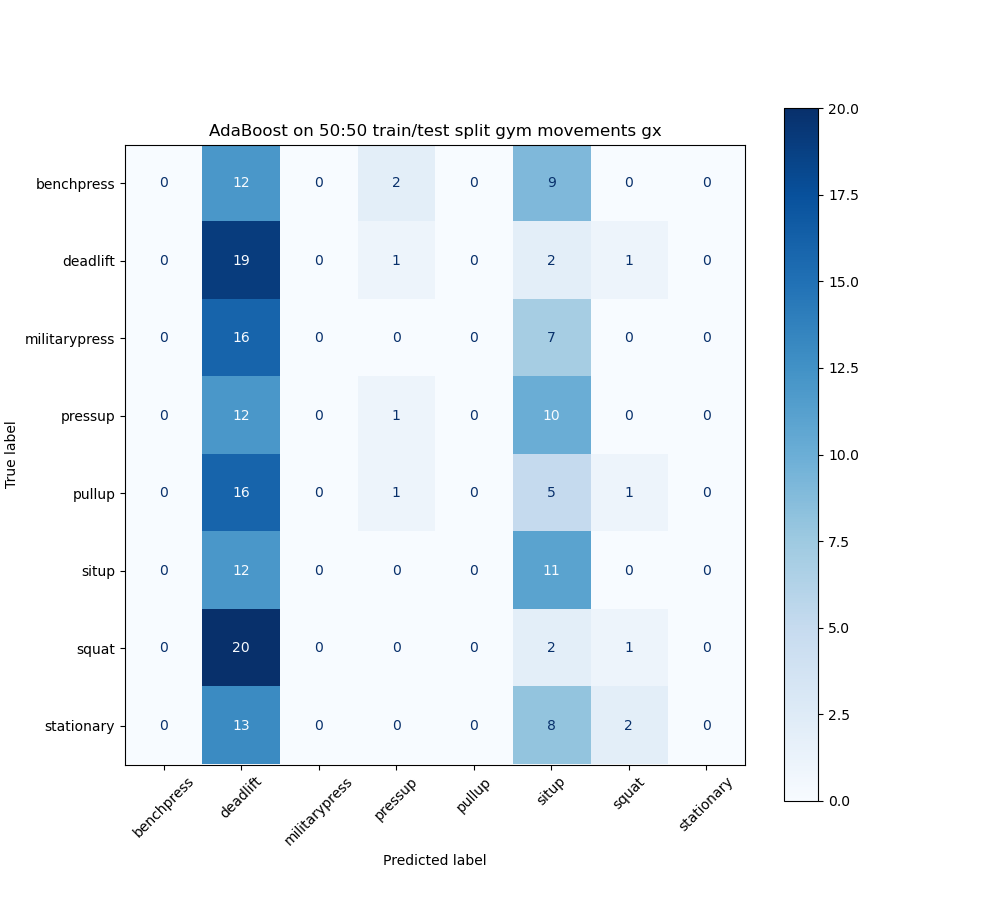 AdaBoost on 50:50 train/test split gym movements gx
benchpress 0 12 0 2 0 9 0 0
deadlift 0 19 0 1 0 2 1 0
militarypress 0 16 0 0 0 7 0 0
pressup 0 12 0 1 0 10 0 0
pullup 0 16 0 1 0 5 1 0
situp 0 12 0 0 0 11 0 0
squat 0 20 0 0 0 2 1 0
stationary 0 13 0 0 0 8 2 0
True label
benchpress deadlift militarypress pressup pullup situp squat stationary
Predicted label
20.0
17.5
15.0
12.5
10.0
7.5
5.0
2.5
0.0